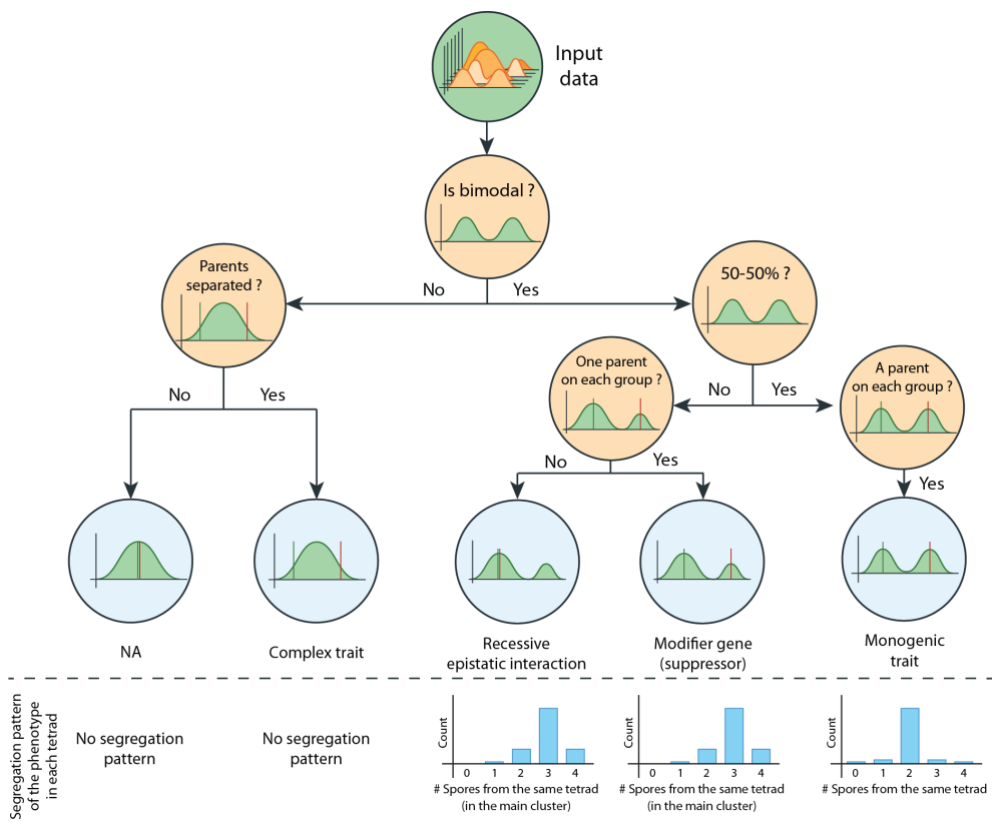 Input
data
Is bimodal ?
No
Yes
Parents
separated ?
50-50% ?
No
Yes
One parent
on each group ?
No
Yes
A parent
on each group ?
No
Yes
Yes
NA
Complex trait
Recessive
epistatic interaction
Modifier gene
(suppressor)
Monogenic
trait
Segregation pattern
of the phenotype
in each tetrad
No segregation
pattern
No segregation
pattern
Count
0 1 2 3 4
# Spores from the same tetrad
(in the main cluster)
Count
0 1 2 3 4
# Spores from the same tetrad
(in the main cluster)
Count
0 1 2 3 4
# Spores from the same tetrad